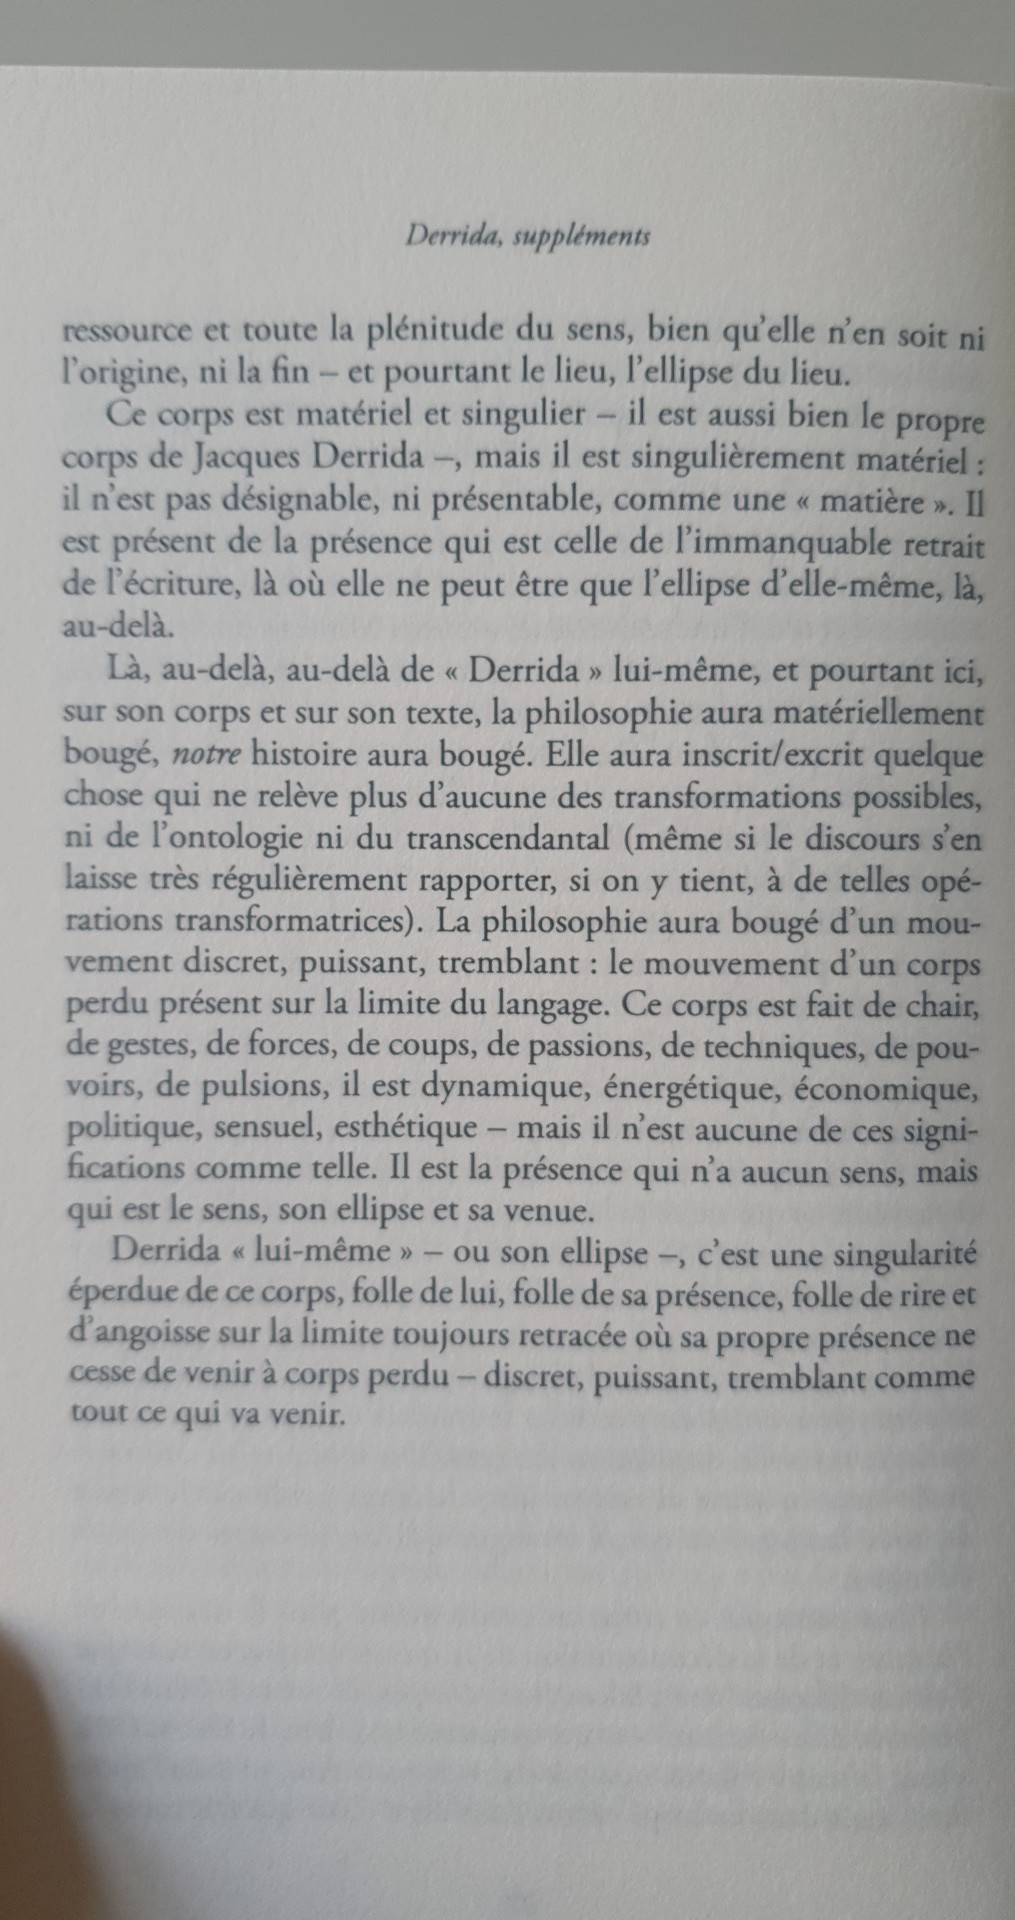 Derrida, suppléments
ressource et toute la plénitude du sens, bien qu'elle n'en soit ni
l'origine, ni la fin – et pourtant le lieu, l'ellipse du lieu.
Ce corps est matériel et singulier – il est aussi bien le propre
corps de Jacques Derrida –, mais il est singulièrement matériel :
il n'est pas désignable, ni présentable, comme une « matière ». Il
est présent de la présence qui est celle de l'immanquable retrait
de l'écriture, là où elle ne peut être que l'ellipse d'elle-même, là,
au-delà.
Là, au-delà, au-delà de « Derrida » lui-même, et pourtant ici,
sur son corps et sur son texte, la philosophie aura matériellement
bougé, notre histoire aura bougé. Elle aura inscrit/excrit quelque
chose qui ne relève plus d'aucune des transformations possibles,
ni de l'ontologie ni du transcendantal (même si le discours s'en
laisse très régulièrement rapporter, si on y tient, à de telles opé-
rations transformatrices). La philosophie aura bougé d'un mou-
vement discret, puissant, tremblant : le mouvement d'un corps
perdu présent sur la limite du langage. Ce corps est fait de chair,
de gestes, de forces, de coups, de passions, de techniques, de pou-
voirs, de pulsions, il est dynamique, énergétique, économique,
politique, sensuel, esthétique – mais il n'est aucune de ces signi-
fications comme telle. Il est la présence qui n'a aucun sens, mais
qui est le sens, son ellipse et sa venue.
Derrida « lui-même » – ou son ellipse –, c'est une singularité
éperdue de ce corps, folle de lui, folle de sa présence, folle de rire et
d'angoisse sur la limite toujours retracée où sa propre présence ne
cesse de venir à corps perdu – discret, puissant, tremblant comme
tout ce qui va venir.